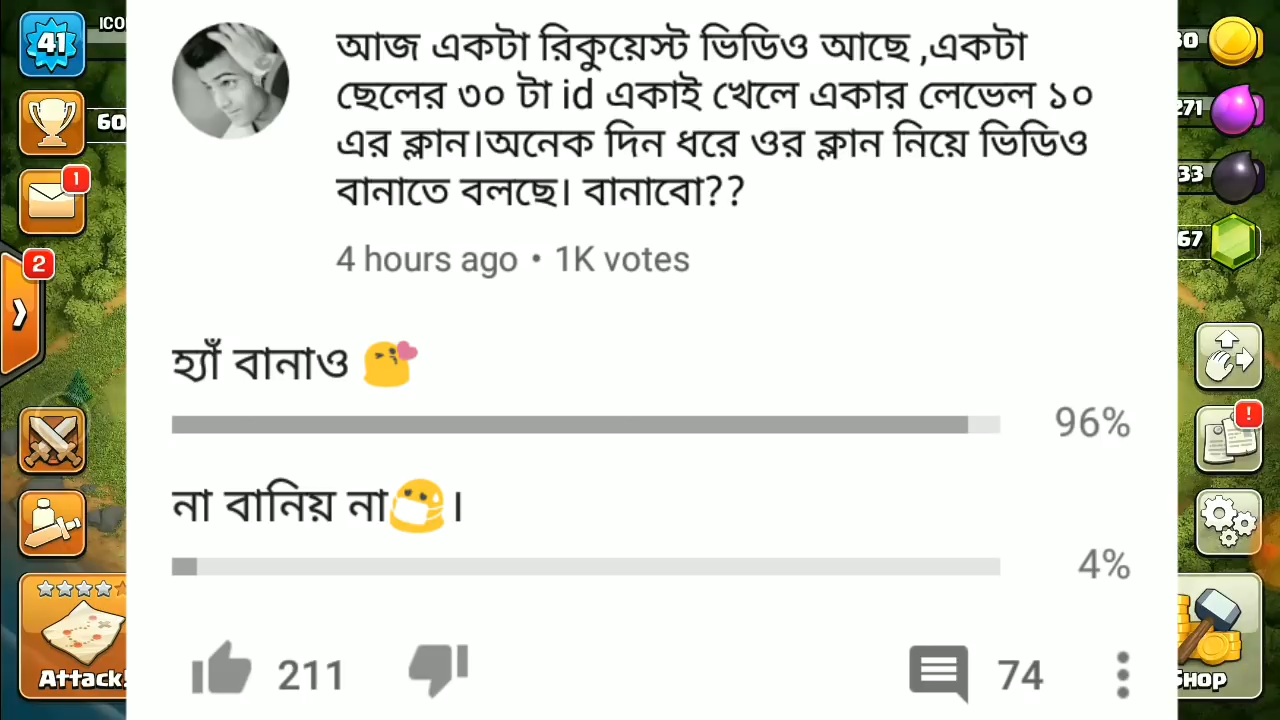 41
ICO
60
1
2
Attack!
আজ একটা রিকুয়েস্ট ভিডিও আছে ,একটা
ছেলের ৩০ টা id একাই খেলে একার লেভেল ১০
এর ক্লান।অনেক দিন ধরে ওর ক্লান নিয়ে ভিডিও
বানাতে বলছে। বানাবো??
4 hours ago • 1K votes
হ্যাঁ বানাও 😘
96%
না বানিয় না😷।
4%
211
74
30
271
33
67
!
Shop